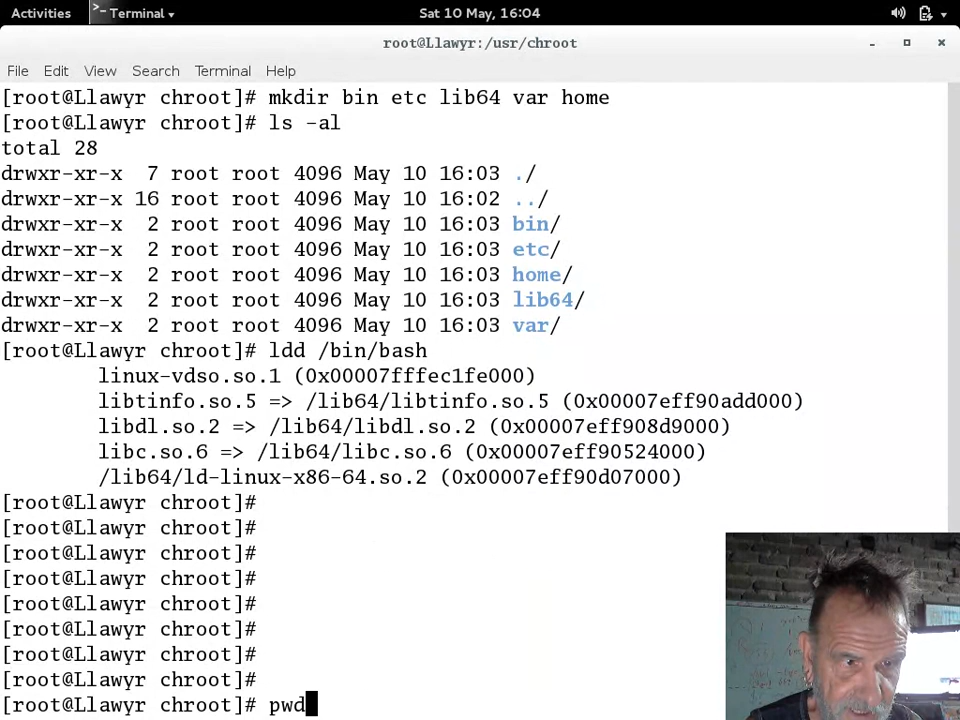 Activities Terminal Sat 10 May, 16:04
root@Llawyr:/usr/chroot
File Edit View Search Terminal Help
[root@Llawyr chroot]# mkdir bin etc lib64 var home
[root@Llawyr chroot]# ls -al
total 28
drwxr-xr-x 7 root root 4096 May 10 16:03 ./
drwxr-xr-x 16 root root 4096 May 10 16:02 ../
drwxr-xr-x 2 root root 4096 May 10 16:03 bin/
drwxr-xr-x 2 root root 4096 May 10 16:03 etc/
drwxr-xr-x 2 root root 4096 May 10 16:03 home/
drwxr-xr-x 2 root root 4096 May 10 16:03 lib64/
drwxr-xr-x 2 root root 4096 May 10 16:03 var/
[root@Llawyr chroot]# ldd /bin/bash
linux-vdso.so.1 (0x00007fffec1fe000)
libtinfo.so.5 => /lib64/libtinfo.so.5 (0x00007eff90add000)
libdl.so.2 => /lib64/libdl.so.2 (0x00007eff908d9000)
libc.so.6 => /lib64/libc.so.6 (0x00007eff90524000)
/lib64/ld-linux-x86-64.so.2 (0x00007eff90d07000)
[root@Llawyr chroot]#
[root@Llawyr chroot]#
[root@Llawyr chroot]#
[root@Llawyr chroot]#
[root@Llawyr chroot]#
[root@Llawyr chroot]#
[root@Llawyr chroot]#
[root@Llawyr chroot]#
[root@Llawyr chroot]# pwd